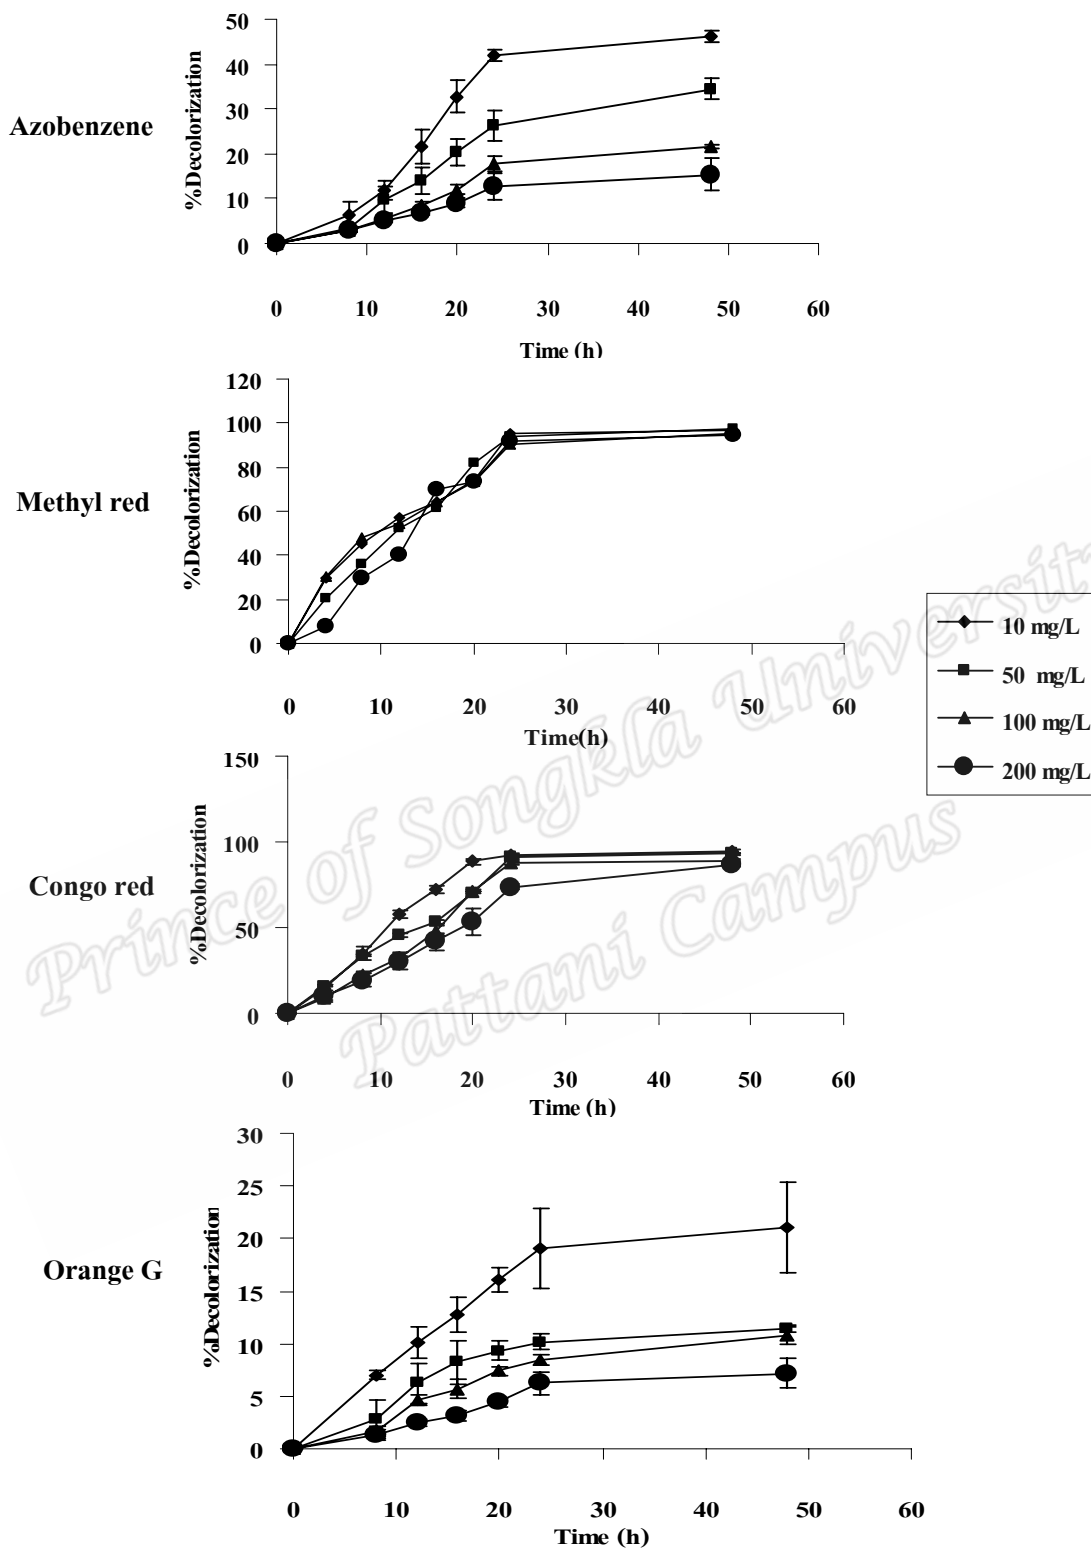 50
40
30
20
10
0
%Decolorization
Azobenzene
0 10 20 30 40 50 60
Time (h)
120
100
80
60
40
20
0
%Decolorization
Methyl red
0 10 20 30 40 50 60
Time(h)
10 mg/L
50 mg/L
100 mg/L
200 mg/L
150
100
50
0
%Decolorization
Congo red
0 10 20 30 40 50 60
Time (h)
30
25
20
15
10
5
0
%Decolorization
Orange G
0 10 20 30 40 50 60
Time (h)
Prince of Songkla Universit
Pattani Campus